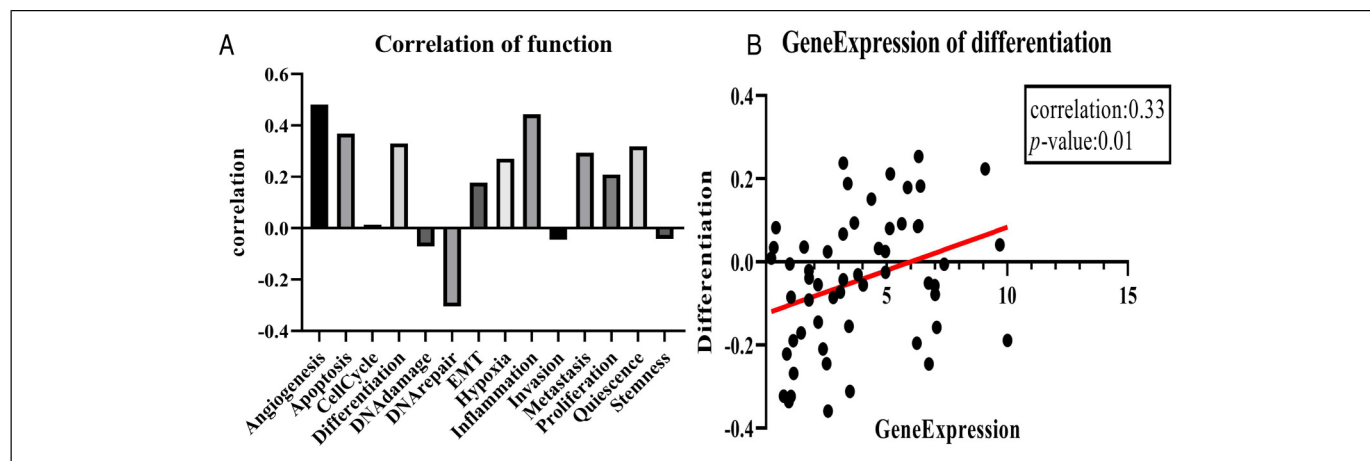 A
Correlation of function
0.6
0.4
0.2
0.0
-0.2
-0.4
correlation
Angiogenesis
Apoptosis
CellCycle
Differentiation
DNAdamage
DNArepair
EMT
Hypoxia
Inflammation
Invasion
Metastasis
Proliferation
Quiescence
Stemness
B
GeneExpression of differentiation
correlation:0.33
p-value:0.01
0.4
0.2
0.0
-0.2
-0.4
Differentiation
5
10
15
GeneExpression